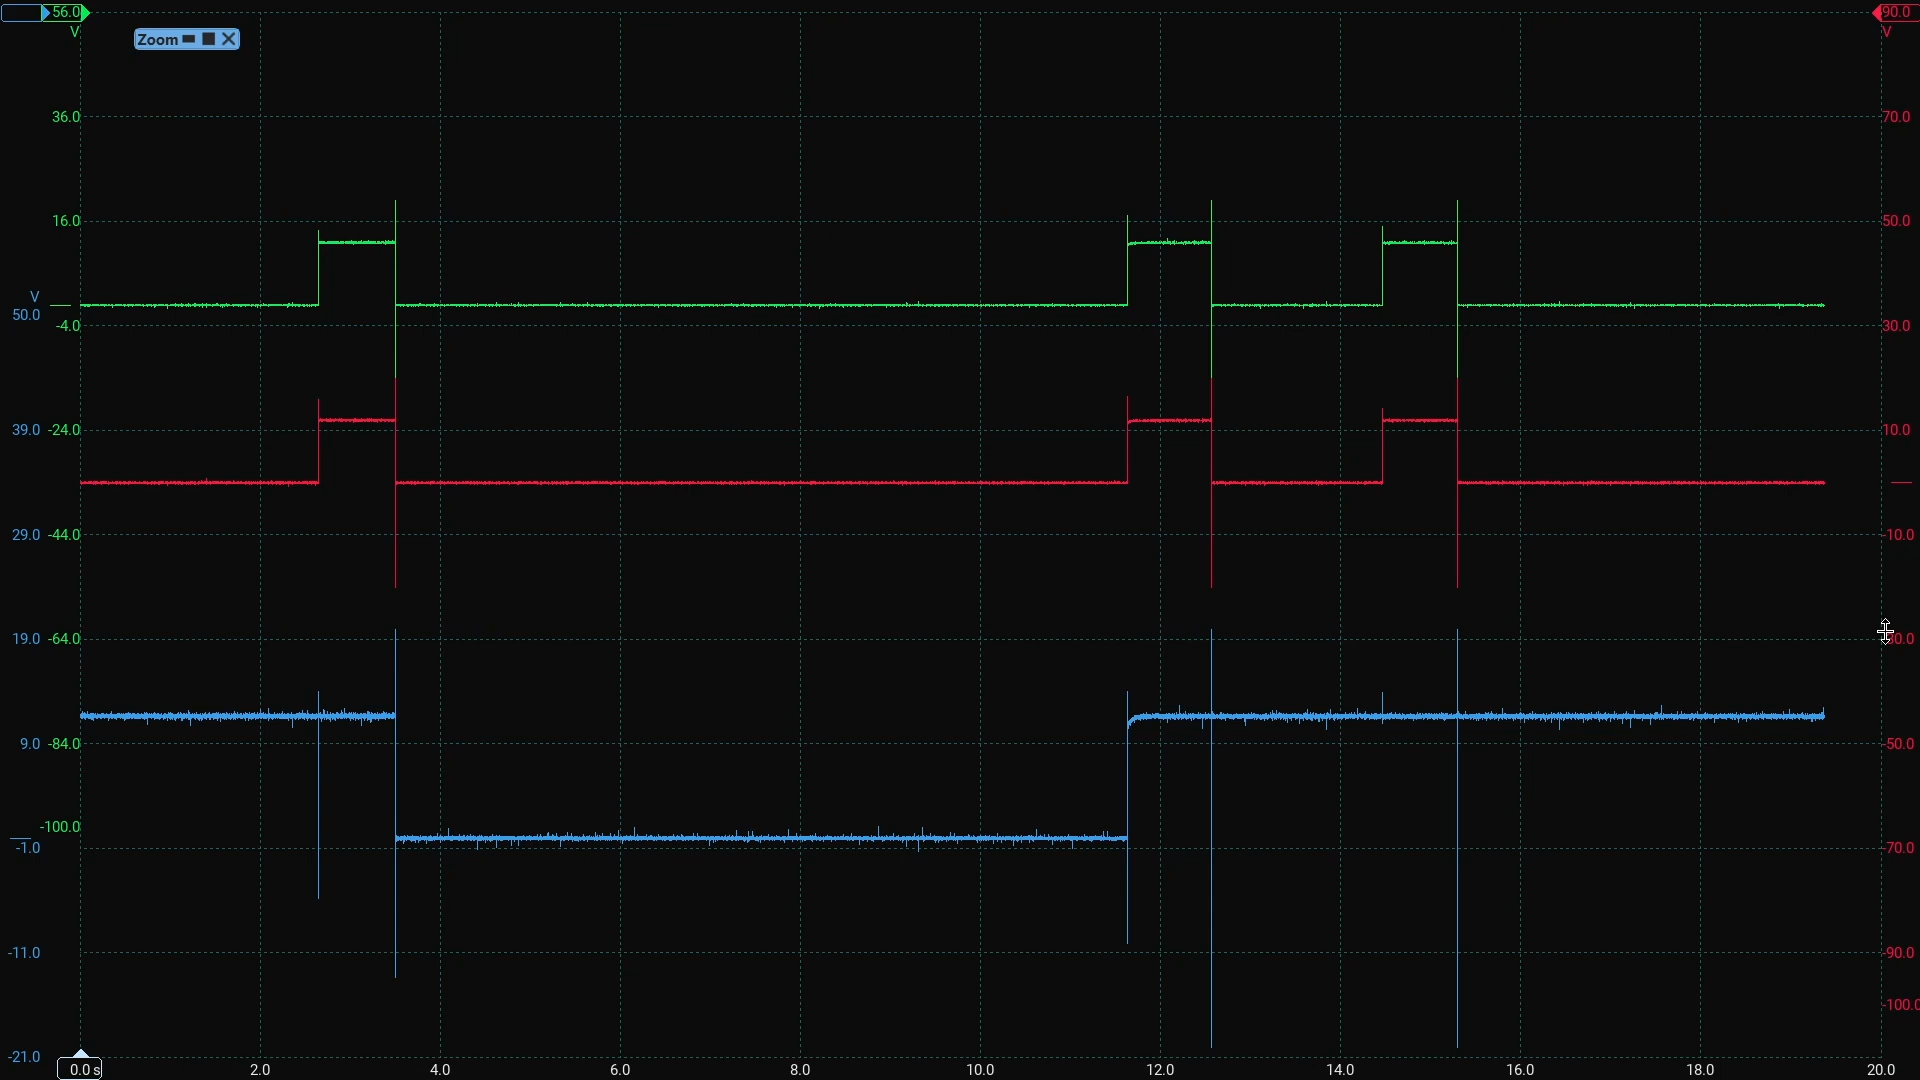 56.0 90.0
V V
Zoom
36.0 70.0
16.0 50.0
V
50.0
-4.0 30.0
39.0 -24.0 10.0
29.0 -44.0 -10.0
19.0 -64.0
9.0 -84.0 -50.0
-100.0
-1.0 -70.0
-11.0 -90.0
-100.0
-21.0
0.0 s 2.0 4.0 6.0 8.0 10.0 12.0 14.0 16.0 18.0 20.0